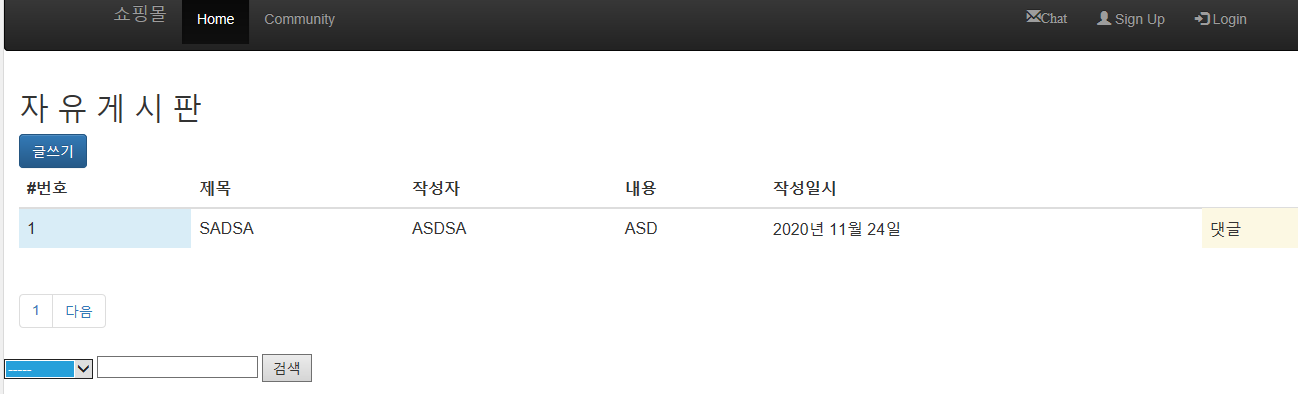 쇼핑몰 Home Community Chat Sign Up Login
자 유 게 시 판
글쓰기
#번호 제목 작성자 내용 작성일시
1 SADSA ASDSA ASD 2020년 11월 24일 댓글
1 다음
------ 검색